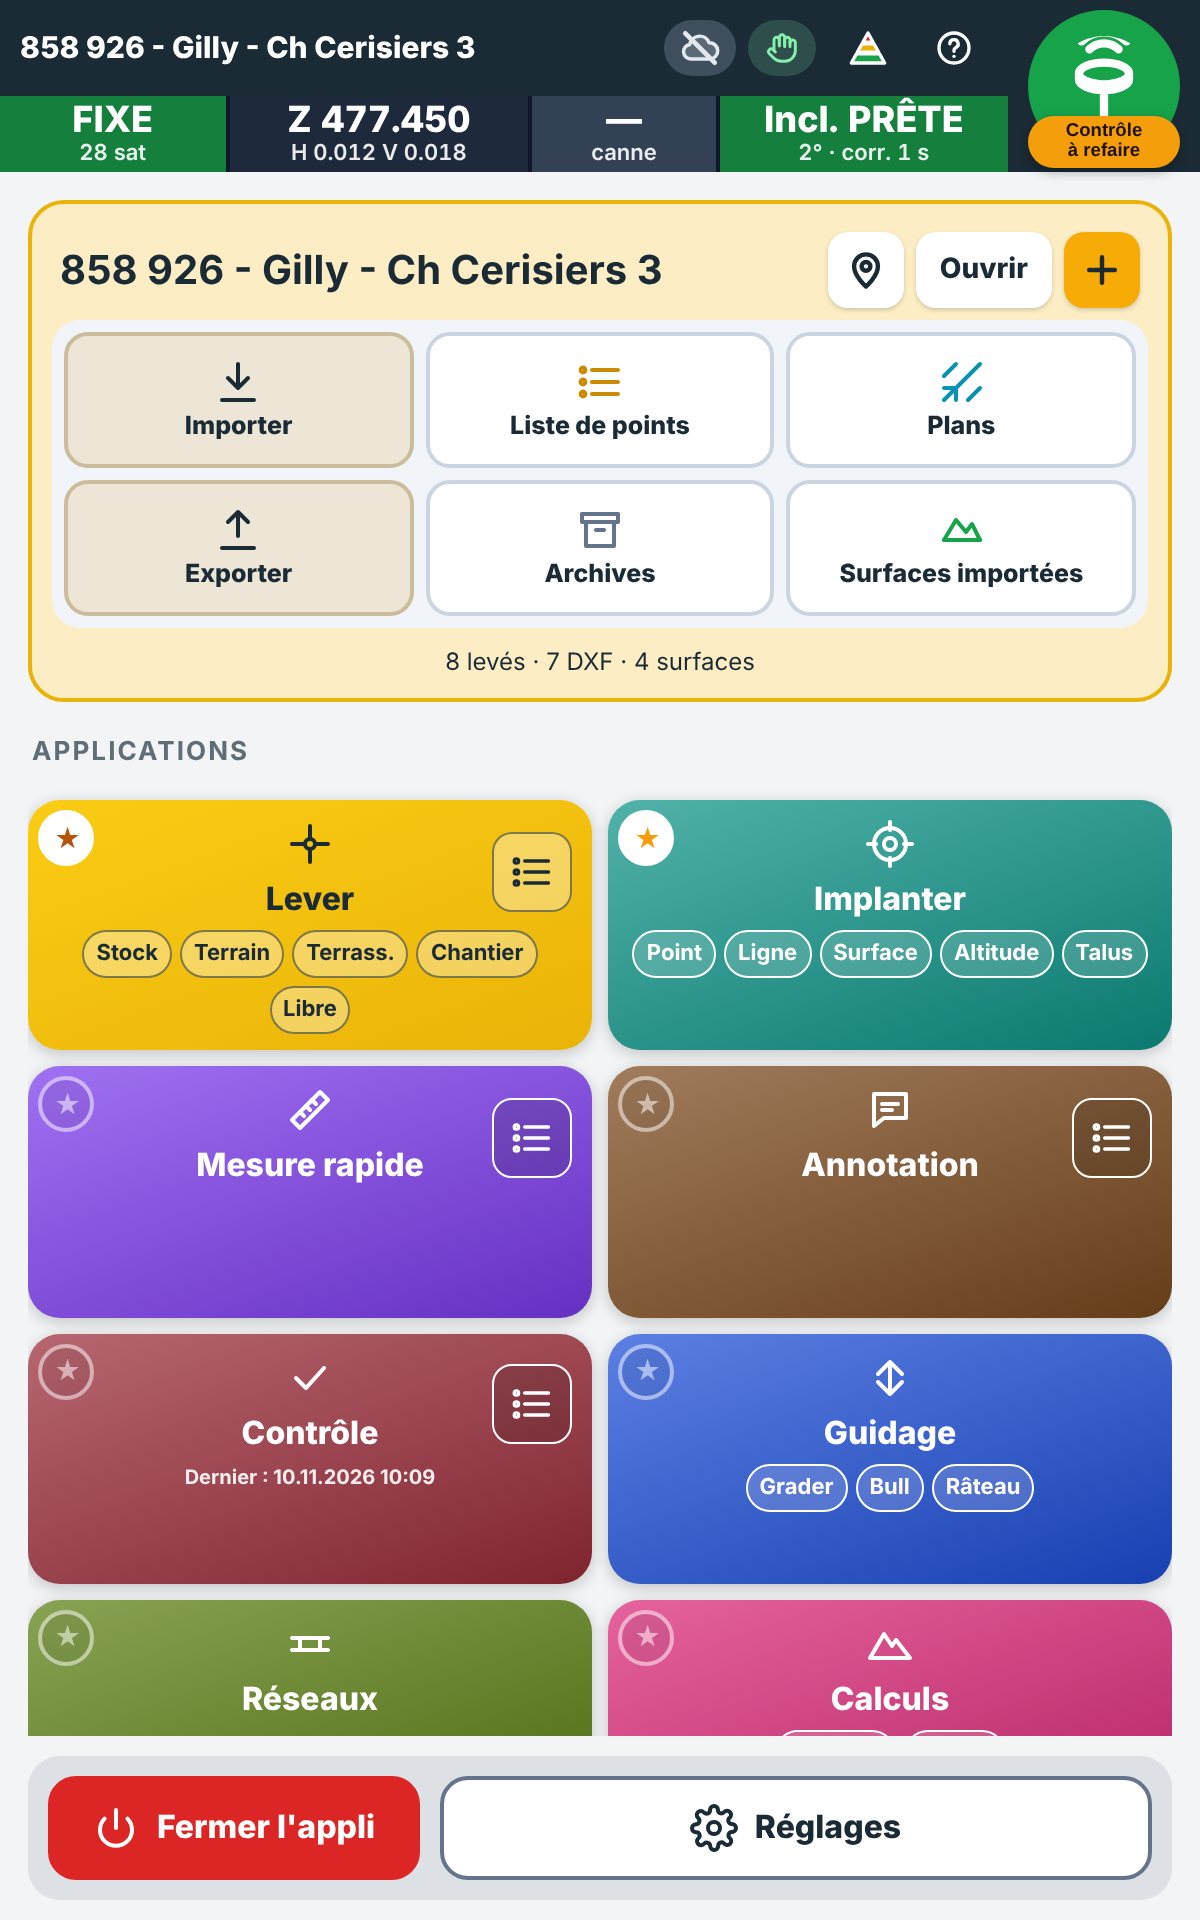 858 926 - Gilly - Ch Cerisiers 3
FIXE
28 sat
Z 477.450
H 0.012 V 0.018
—
canne
Incl. PRÊTE
2° · corr. 1 s
Contrôle
à refaire
858 926 - Gilly - Ch Cerisiers 3
Ouvrir
Importer
Liste de points
Plans
Exporter
Archives
Surfaces importées
8 levés · 7 DXF · 4 surfaces
APPLICATIONS
Lever
Stock Terrain Terrass. Chantier
Libre
Implanter
Point Ligne Surface Altitude Talus
Mesure rapide
Annotation
Contrôle
Dernier : 10.11.2026 10:09
Guidage
Grader Bull Râteau
Réseaux
Calculs
Fermer l'appli
Réglages